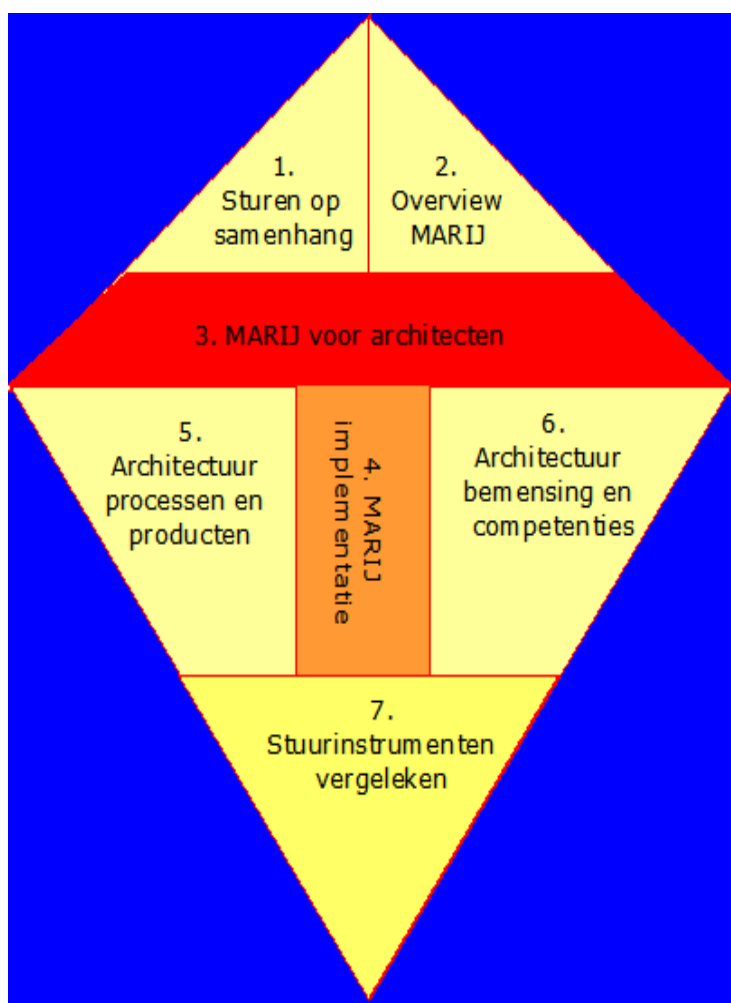 1.
Sturen op
samenhang
2.
Overview
MARIJ
3. MARIJ voor architecten
5.
Architectuur
processen en
producten
4. MARIJ
implementatie
6.
Architectuur
bemensing en
competenties
7.
Stuurinstrumenten
vergeleken